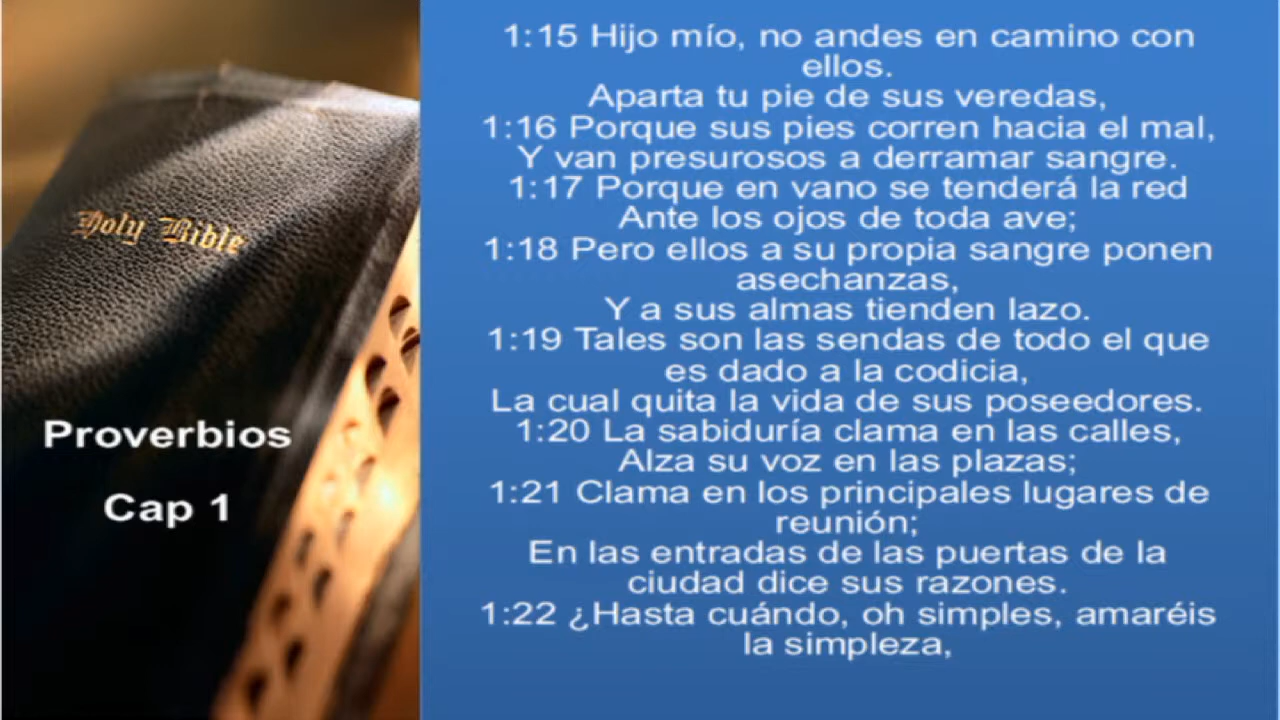 Holy Bible
Proverbios
Cap 1
1:15 Hijo mío, no andes en camino con
ellos.
Aparta tu pie de sus veredas,
1:16 Porque sus pies corren hacia el mal,
Y van presurosos a derramar sangre.
1:17 Porque en vano se tenderá la red
Ante los ojos de toda ave;
1:18 Pero ellos a su propia sangre ponen
asechanzas,
Y a sus almas tienden lazo.
1:19 Tales son las sendas de todo el que
es dado a la codicia,
La cual quita la vida de sus poseedores.
1:20 La sabiduría clama en las calles,
Alza su voz en las plazas;
1:21 Clama en los principales lugares de
reunión;
En las entradas de las puertas de la
ciudad dice sus razones.
1:22 ¿Hasta cuándo, oh simples, amaréis
la simpleza,